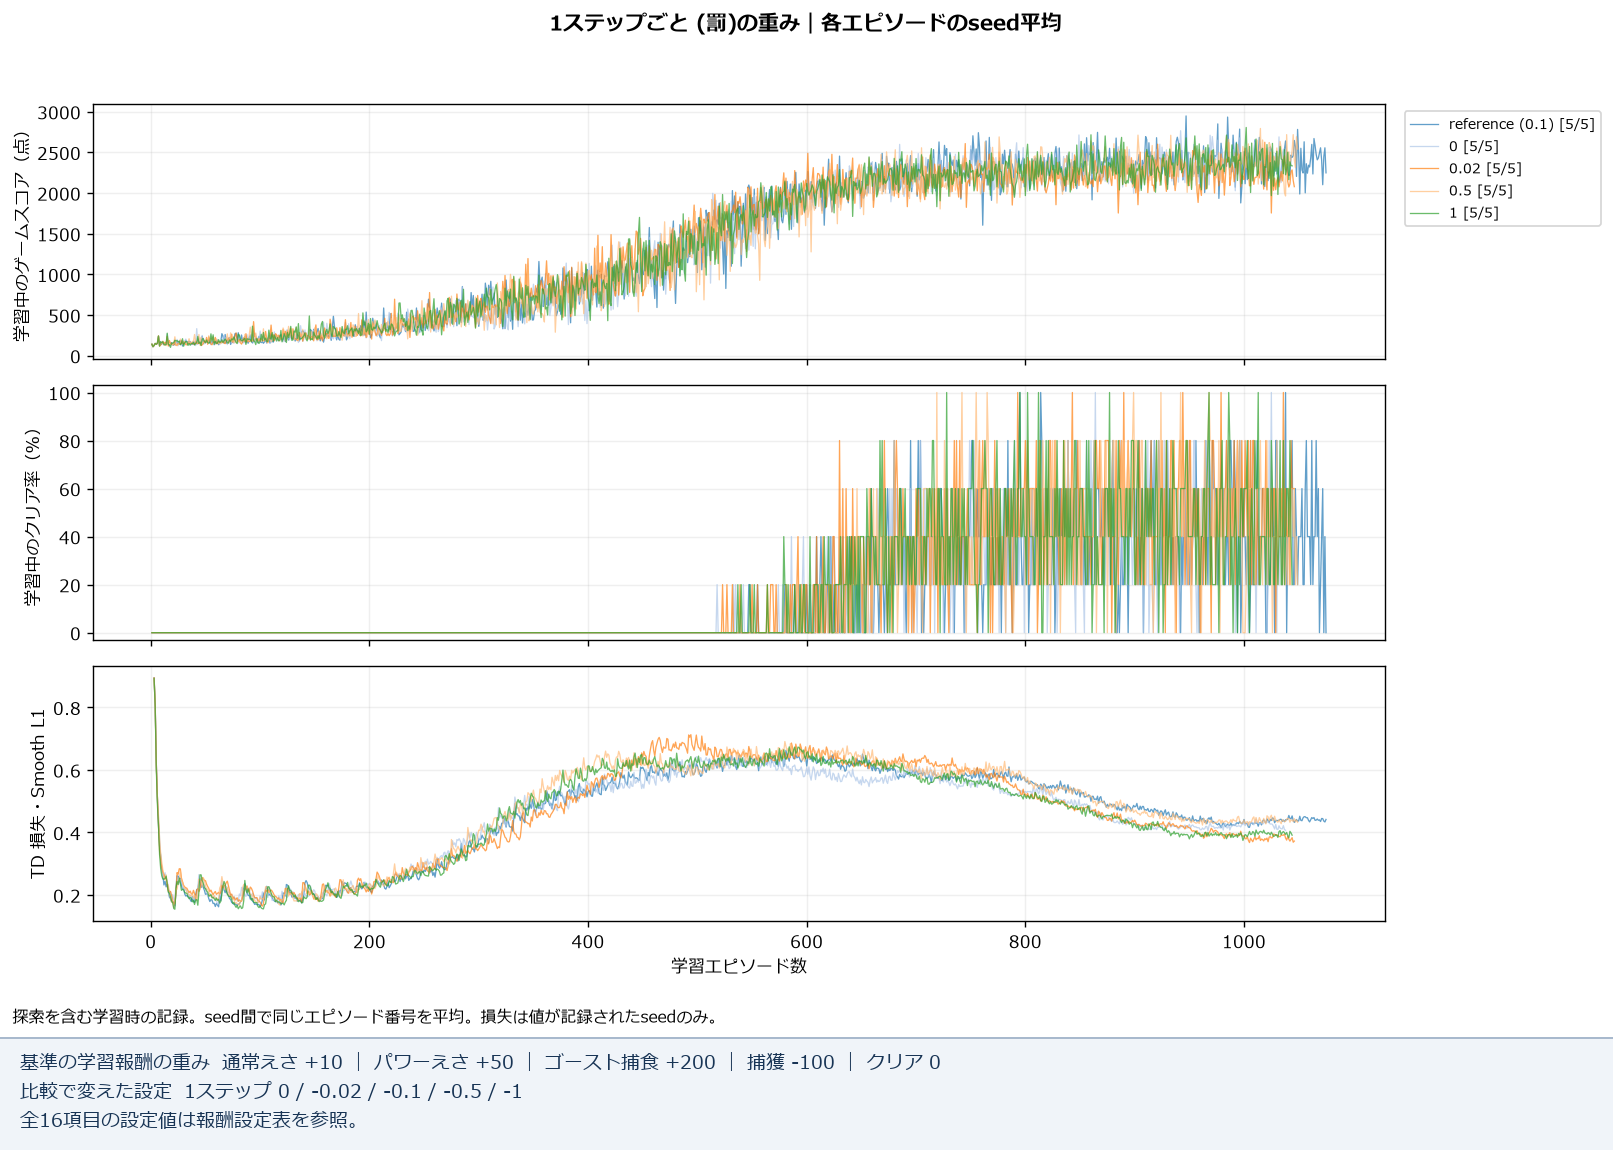 1ステップごと (罰)の重み｜各エピソードのseed平均
3000
2500
2000
1500
1000
500
0
学習中のゲームスコア（点）
reference (0.1) [5/5]
0 [5/5]
0.02 [5/5]
0.5 [5/5]
1 [5/5]
100
80
60
40
20
0
学習中のクリア率（%）
0.8
0.6
0.4
0.2
TD 損失・Smooth L1
0 200 400 600 800 1000
学習エピソード数
探索を含む学習時の記録。seed間で同じエピソード番号を平均。損失は値が記録されたseedのみ。
基準の学習報酬の重み 通常えさ +10 ｜ パワーえさ +50 ｜ ゴースト捕食 +200 ｜ 捕獲 -100 ｜ クリア 0
比較で変えた設定 1ステップ 0 / -0.02 / -0.1 / -0.5 / -1
全16項目の設定値は報酬設定表を参照。